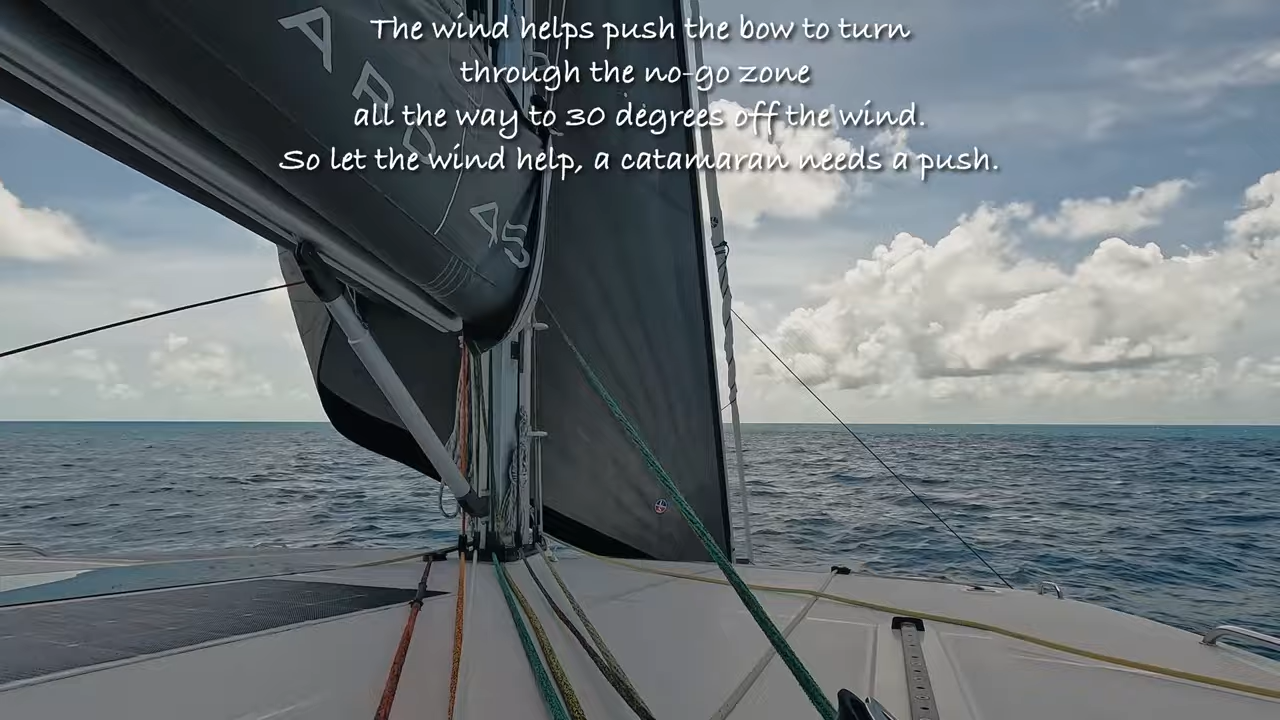 The wind helps push the bow to turn
through the no-go zone
all the way to 30 degrees off the wind.
So let the wind help, a catamaran needs a push.
45